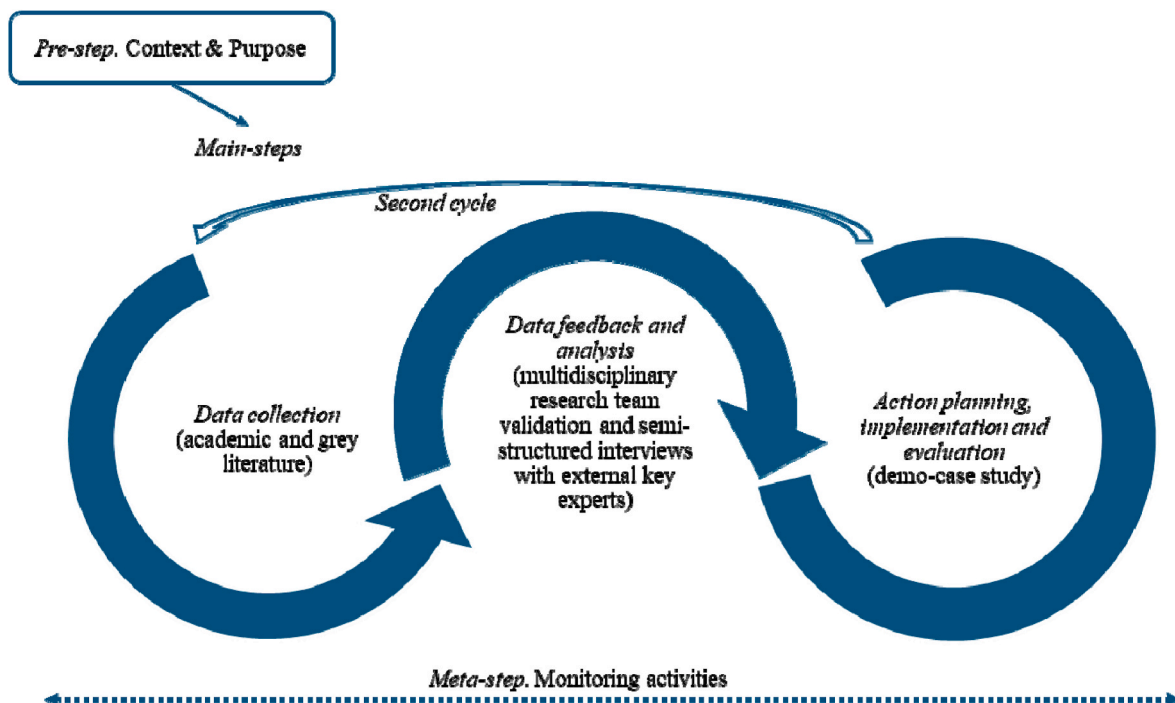 Pre-step. Context & Purpose
Main-steps
Second cycle
Data collection
(academic and grey
literature)
Data feedback and
analysis
(multidisciplinary
research team
validation and semi-
structured interviews
with external key
experts)
Action planning,
implementation and
evaluation
(demo-case study)
Meta-step. Monitoring activities